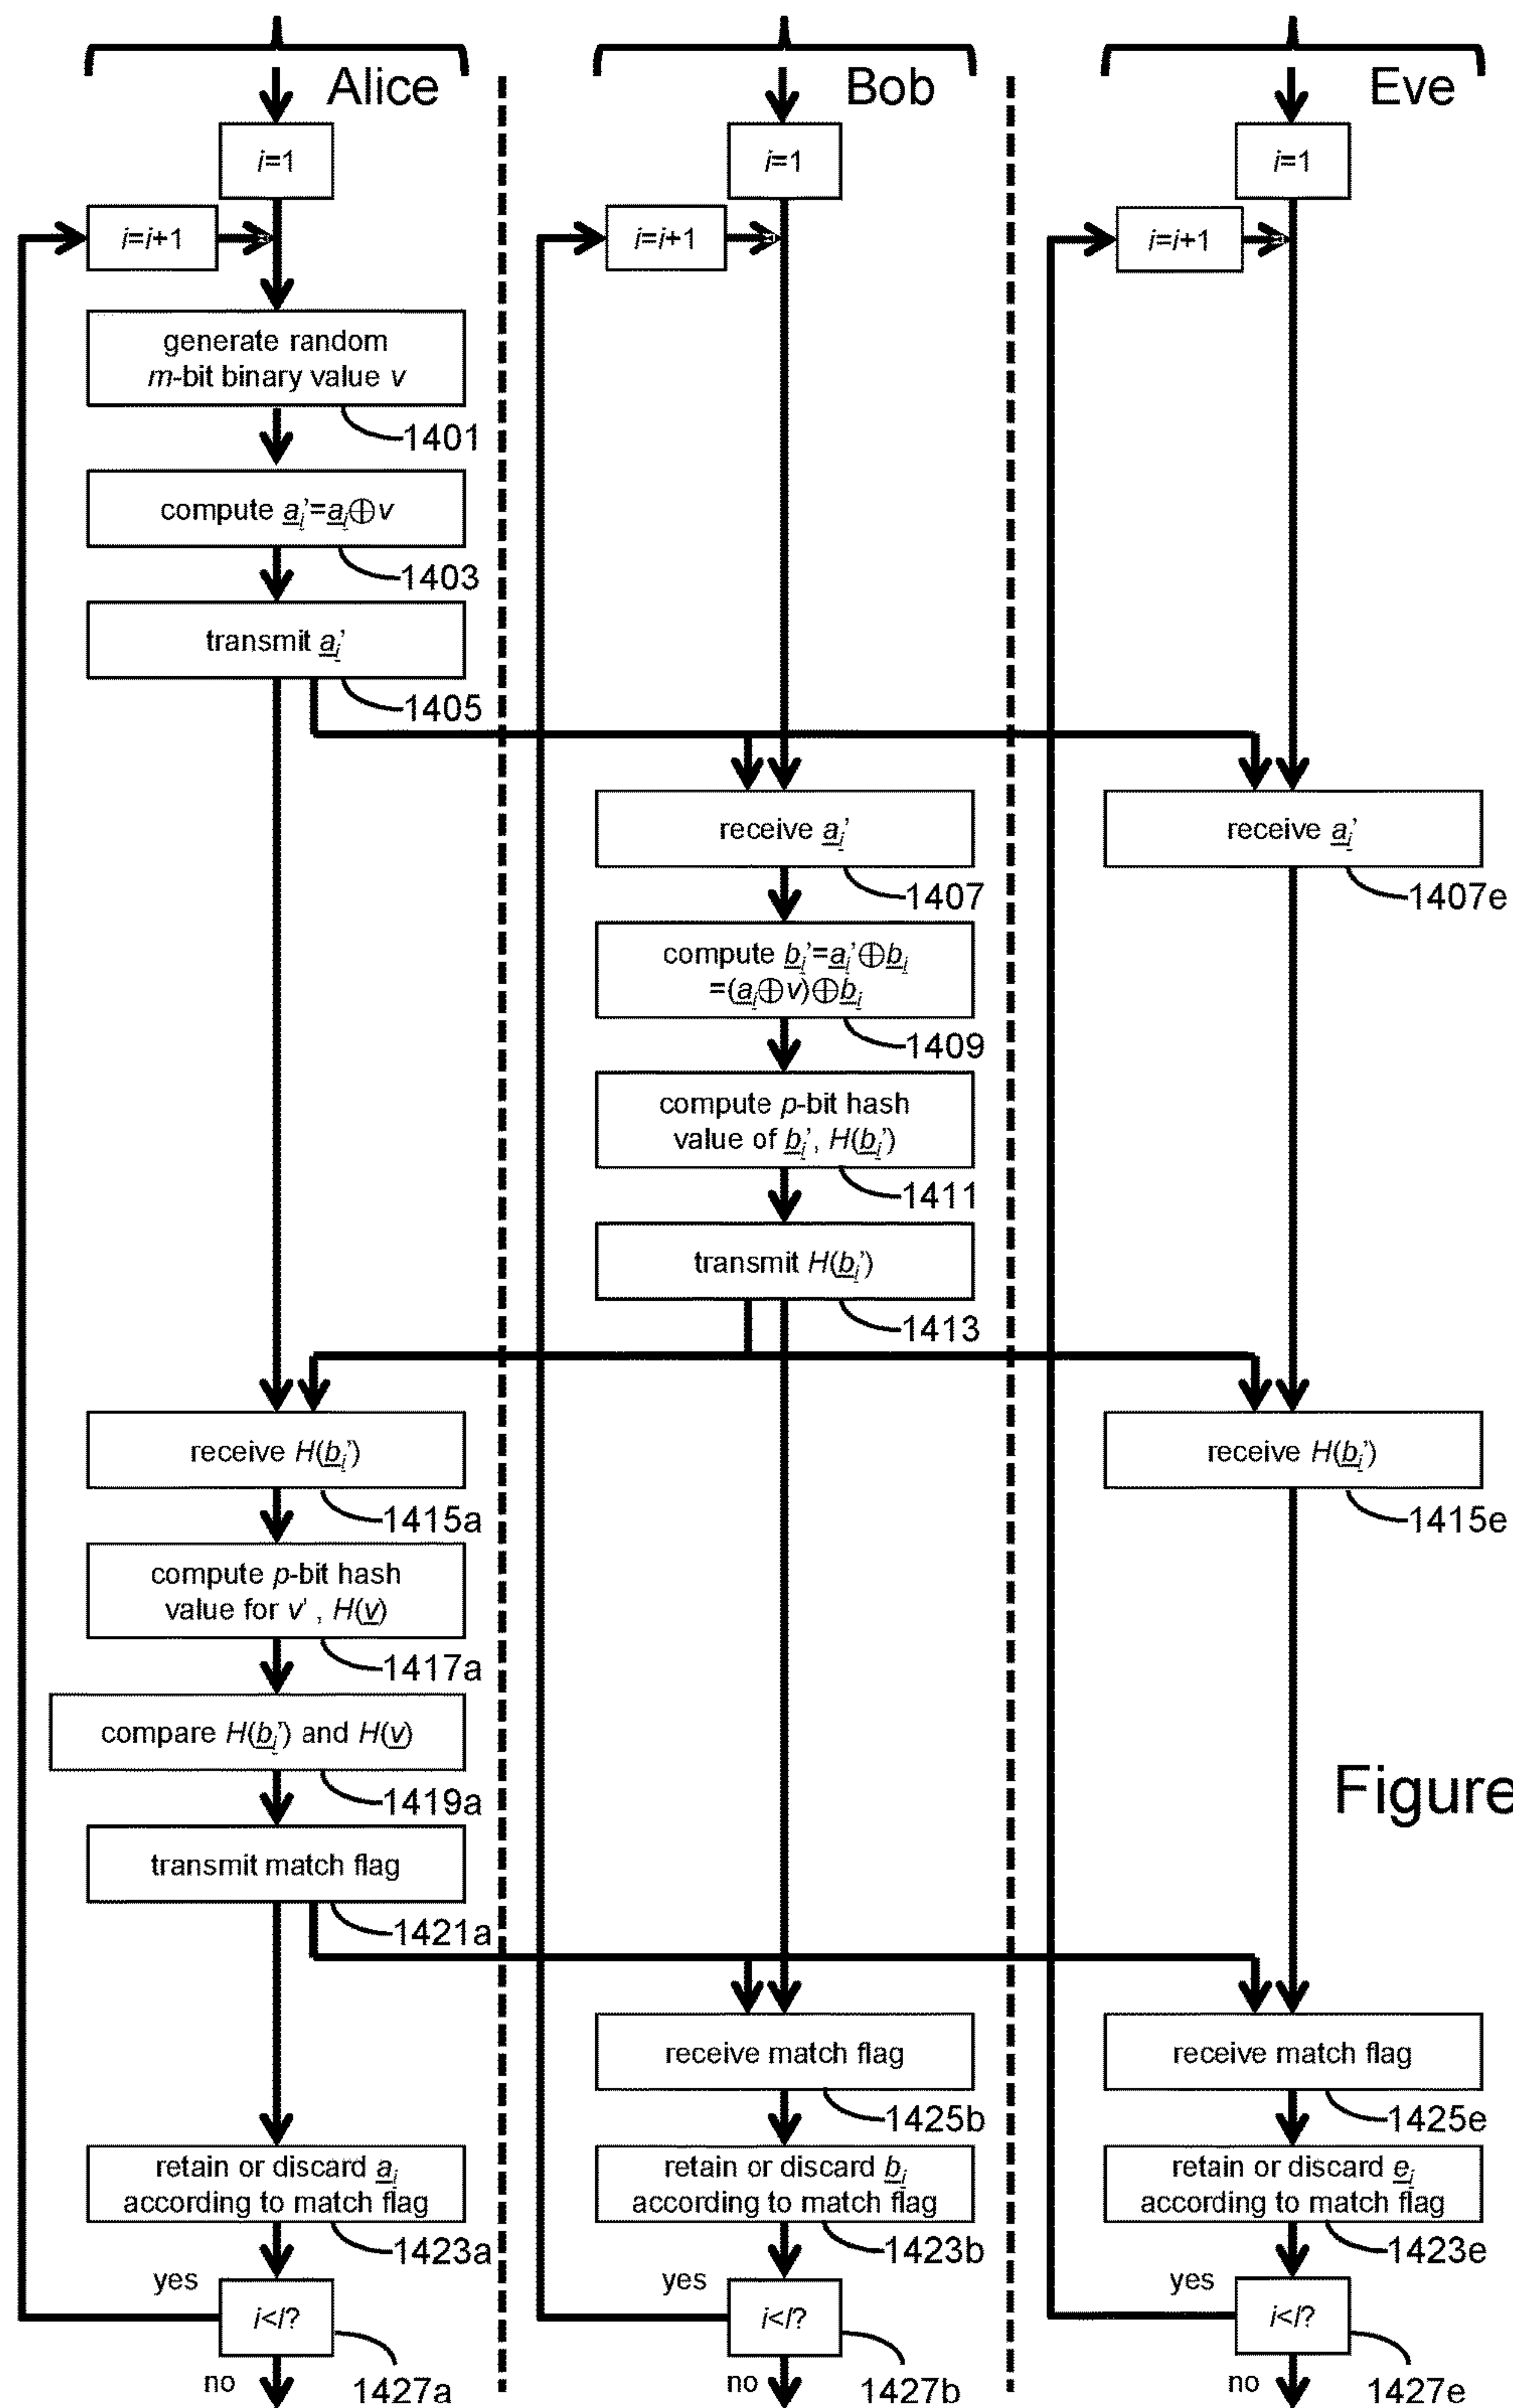 Alice
i=1
i=i+1
generate random
m-bit binary value v
1401
compute a_i'=a_i⊕v
1403
transmit a_i'
1405
receive H(b_i')
1415a
compute p-bit hash
value for v' , H(v)
1417a
compare H(b_i') and H(v)
1419a
transmit match flag
1421a
retain or discard a_i
according to match flag
1423a
yes
i<l?
no
1427a
Bob
i=1
i=i+1
receive a_i'
1407
compute b_i'=a_i'⊕b_i
=(a_i⊕v)⊕b_i
1409
compute p-bit hash
value of b_i', H(b_i')
1411
transmit H(b_i')
1413
receive match flag
1425b
retain or discard b_i
according to match flag
1423b
yes
i<l?
no
1427b
Eve
i=1
i=i+1
receive a_i'
1407e
receive H(b_i')
1415e
Figure
receive match flag
1425e
retain or discard e_i
according to match flag
1423e
yes
i<l?
no
1427e